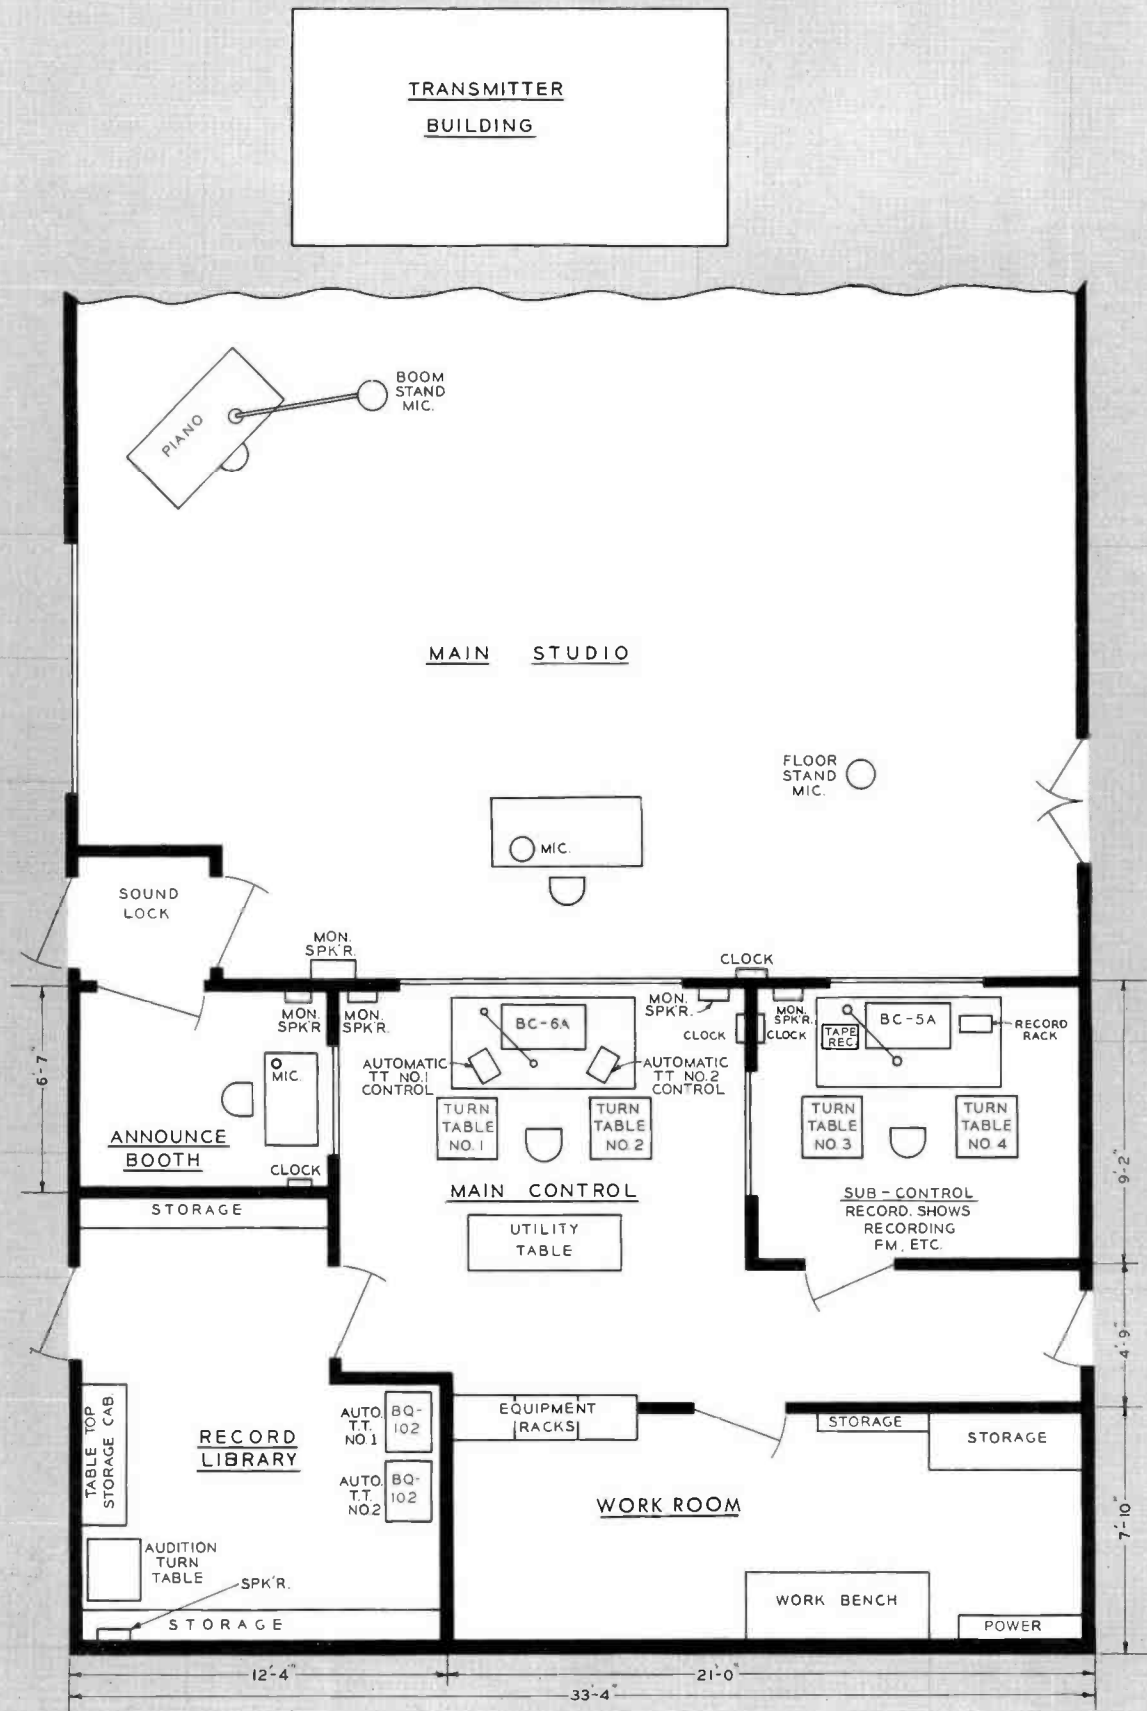 TRANSMITTER
BUILDING
BOOM
STAND
MIC.
PIANO
MAIN STUDIO
FLOOR
STAND
MIC.
MIC.
SOUND
LOCK
MON.
SPK'R.
CLOCK
MON.
SPK'R
MON.
SPK'R.
BC-6A
MON.
SPK'R.
CLOCK
MON.
SPK'R.
CLOCK
TAPE
REC.
BC-5A
RECORD
RACK
AUTOMATIC
TT NO.1
CONTROL
AUTOMATIC
TT NO.2
CONTROL
6'-7"
MIC.
TURN
TABLE
NO. 1
TURN
TABLE
NO. 2
TURN
TABLE
NO. 3
TURN
TABLE
NO. 4
ANNOUNCE
BOOTH
CLOCK
MAIN CONTROL
SUB-CONTROL
RECORD. SHOWS
RECORDING
FM, ETC.
9'-2"
STORAGE
UTILITY
TABLE
4'-9"
TABLE TOP
STORAGE CAB.
RECORD
LIBRARY
AUTO.
T.T.
NO.1
BQ-
102
AUTO.
T.T.
NO.2
BQ-
102
EQUIPMENT
RACKS
STORAGE
STORAGE
WORK ROOM
7'-10"
AUDITION
TURN
TABLE
SPK'R.
STORAGE
WORK BENCH
POWER
12'-4"
21'-0"
33'-4"